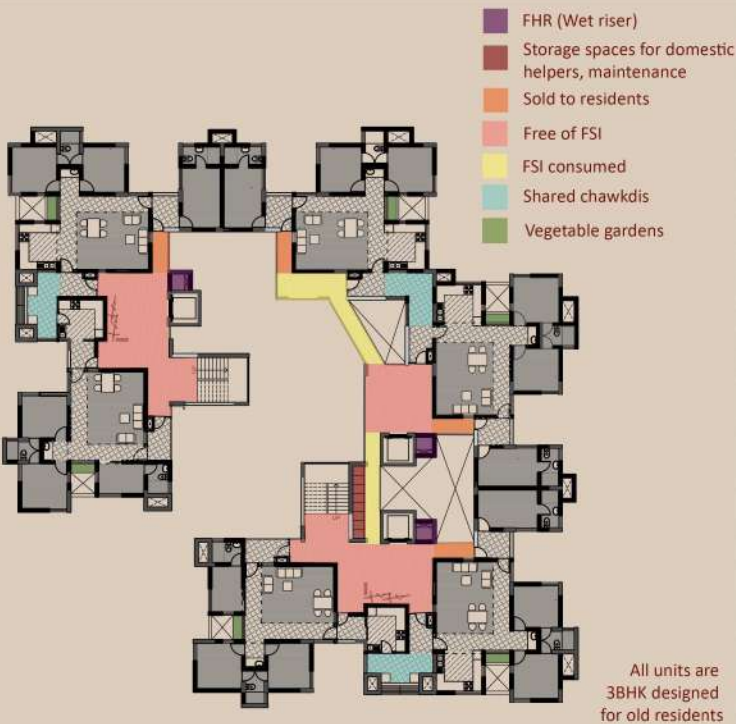 FHR (Wet riser)
Storage spaces for domestic
helpers, maintenance
Sold to residents
Free of FSI
FSI consumed
Shared chawkdis
Vegetable gardens
All units are
3BHK designed
for old residents